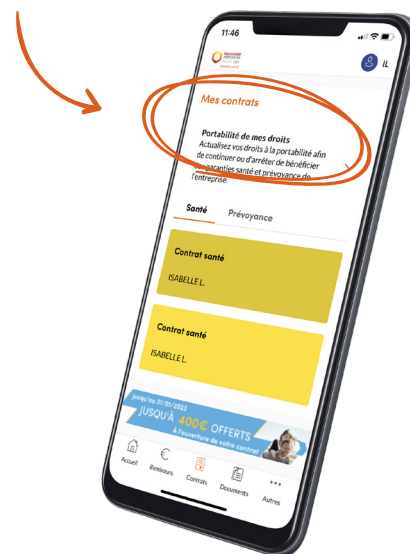 11:46
IL
Mes contrats
Portabilité de mes droits
Actualisez vos droits à la portabilité afin
de continuer ou d'arrêter de bénéficier
garanties santé et prévoyance de
l'entreprise.
Santé Prévoyance
Contrat santé
ISABELLE L.
Contrat santé
ISABELLE L.
Jusqu'au 31/01/2023
JUSQU'À 400€ OFFERTS
À l'ouverture de votre contrat
Accueil Rembours. Contrats Documents Autres